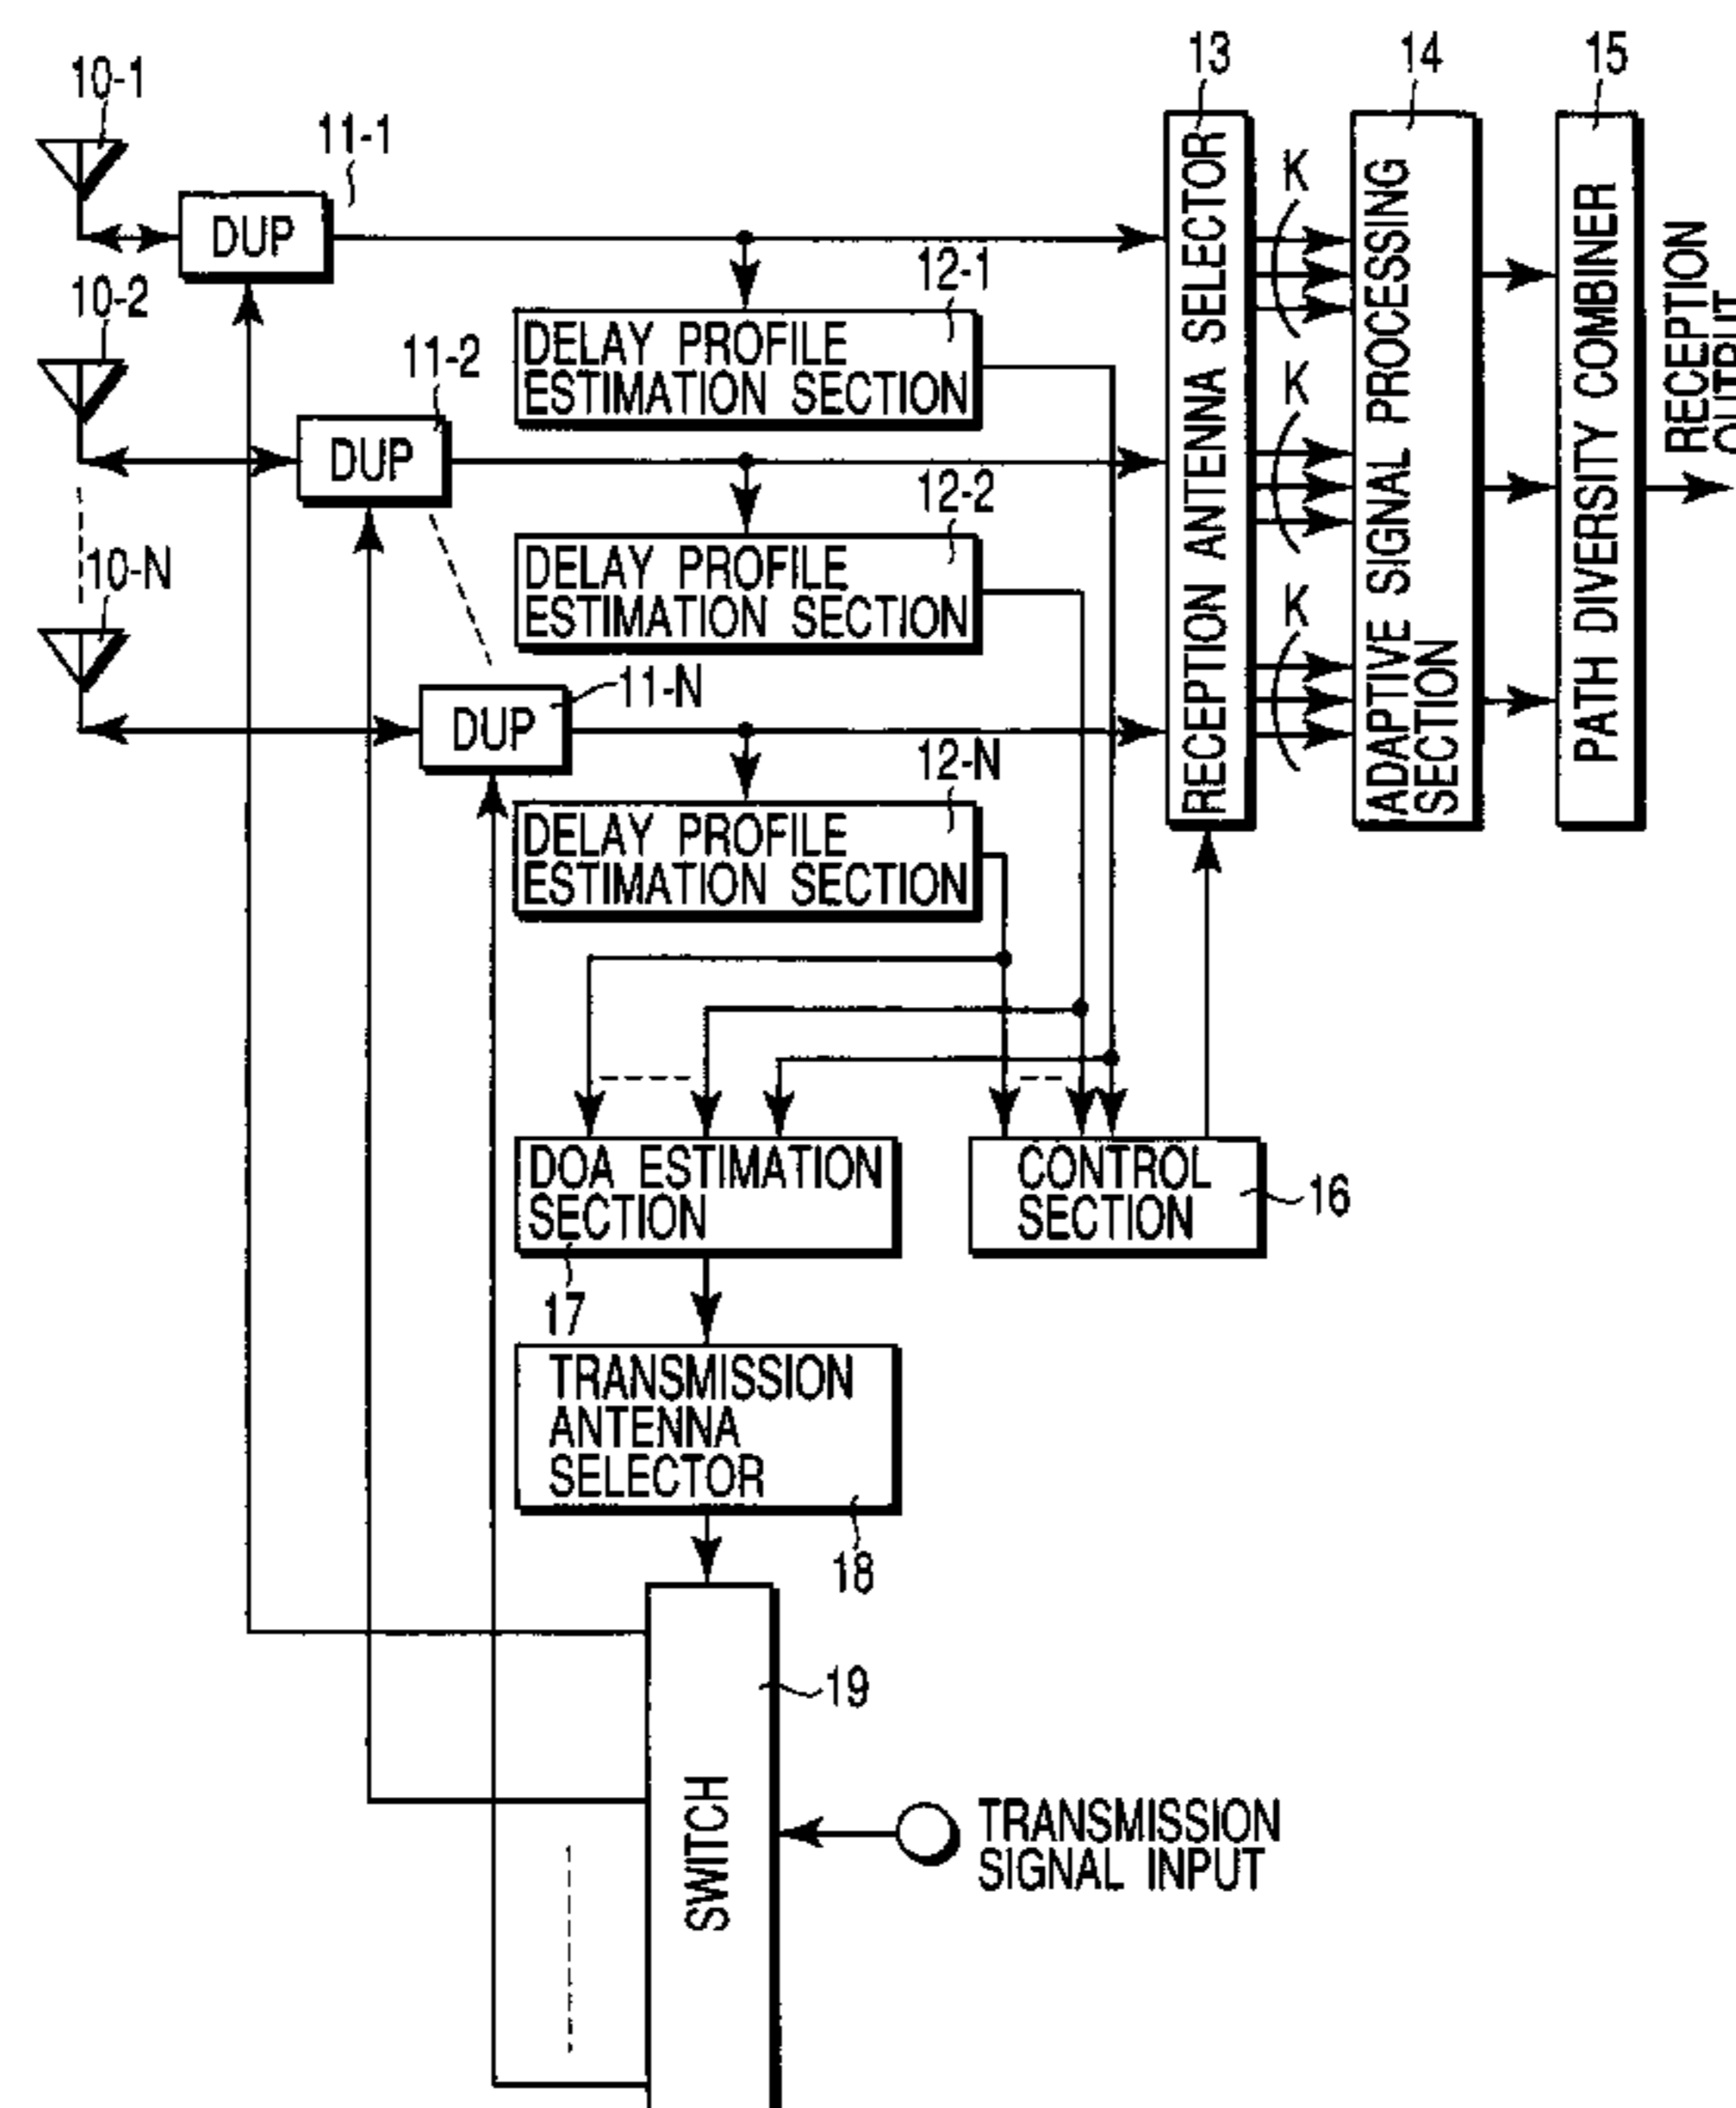 10-1
11-1
13
14
15
DUP
10-2
11-2
12-1
DELAY PROFILE
ESTIMATION SECTION
K
RECEPTION ANTENNA SELECTOR
ADAPTIVE SIGNAL PROCESSING
SECTION
PATH DIVERSITY COMBINER
RECEPTION
OUTPUT
DUP
K
12-2
DELAY PROFILE
ESTIMATION SECTION
10-N
K
11-N
DUP
12-N
DELAY PROFILE
ESTIMATION SECTION
DOA ESTIMATION
SECTION
CONTROL
SECTION
16
17
TRANSMISSION
ANTENNA
SELECTOR
18
19
SWITCH
TRANSMISSION
SIGNAL INPUT